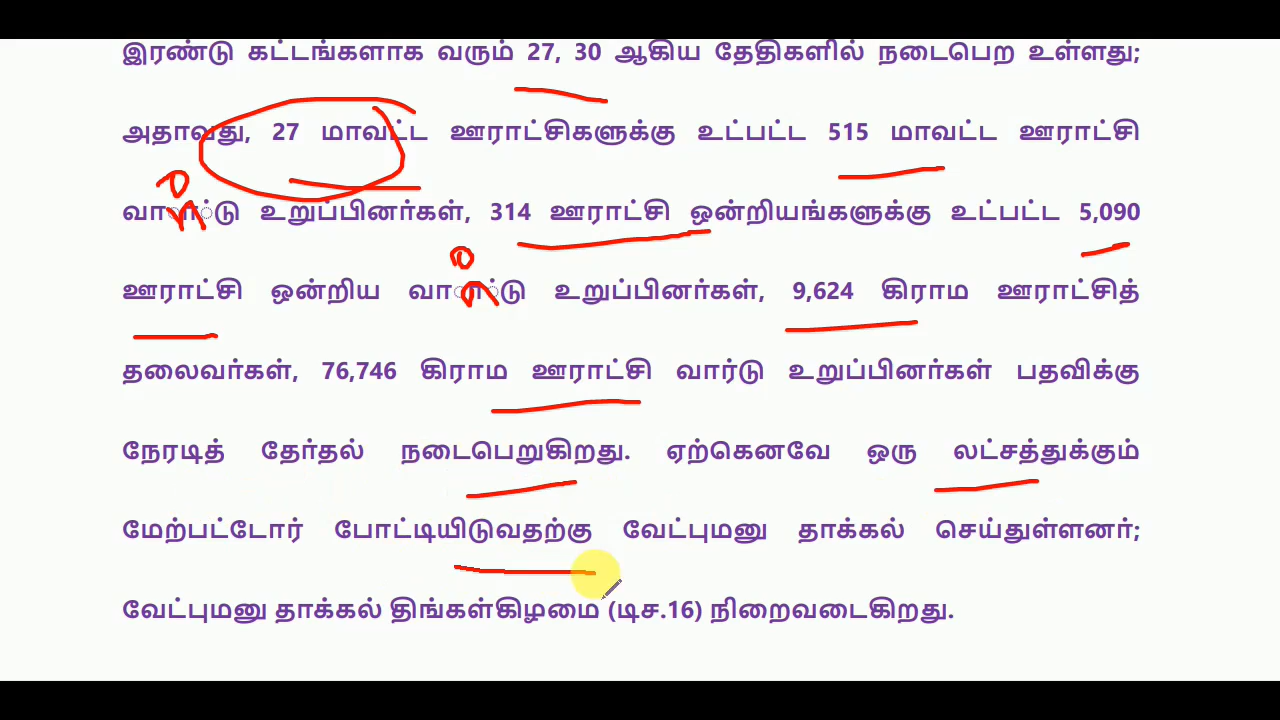 இரண்டு கட்டங்களாக வரும் 27, 30 ஆகிய தேதிகளில் நடைபெற உள்ளது;
அதாவது, 27 மாவட்ட ஊராட்சிகளுக்கு உட்பட்ட 515 மாவட்ட ஊராட்சி
வார்டு உறுப்பினர்கள், 314 ஊராட்சி ஒன்றியங்களுக்கு உட்பட்ட 5,090
ஊராட்சி ஒன்றிய வார்டு உறுப்பினர்கள், 9,624 கிராம ஊராட்சித்
தலைவர்கள், 76,746 கிராம ஊராட்சி வார்டு உறுப்பினர்கள் பதவிக்கு
நேரடித் தேர்தல் நடைபெறுகிறது. ஏற்கெனவே ஒரு லட்சத்துக்கும்
மேற்பட்டோர் போட்டியிடுவதற்கு வேட்புமனு தாக்கல் செய்துள்ளனர்;
வேட்புமனு தாக்கல் திங்கள்கிழமை (டிச.16) நிறைவடைகிறது.